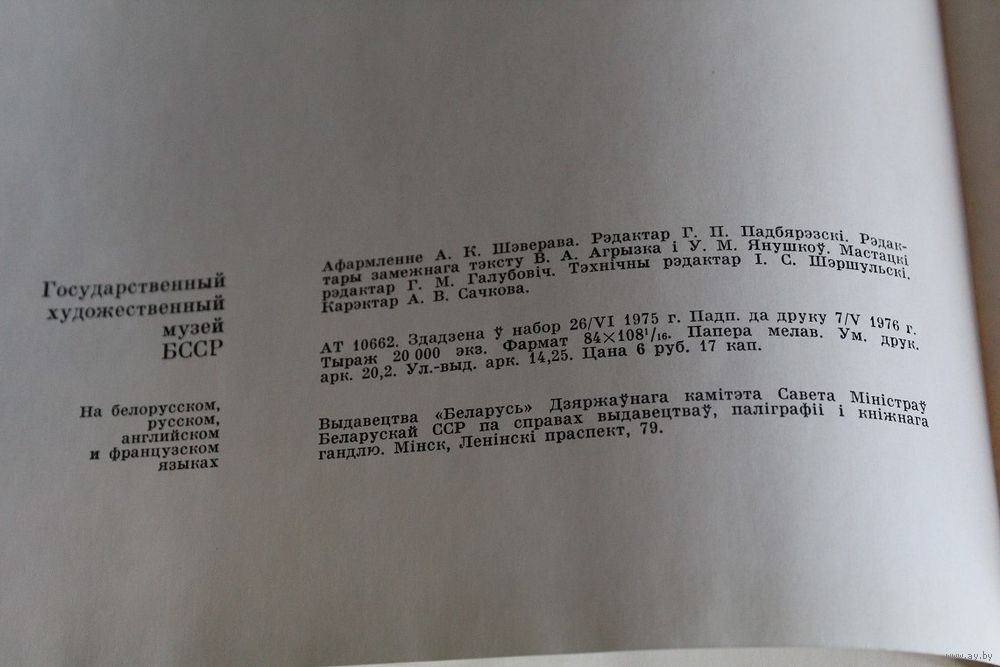 Государственный
художественный
музей
БССР
На белорусском,
русском,
английском
и французском
языках
Афармленне А. К. Шэверава. Рэдактар Г. П. Падбярэзскі. Рэдак-
тары замежнага тэксту В. А. Агрызка і У. М. Янушкоў. Мастацкі
рэдактар Г. М. Галубовіч. Тэхнічны рэдактар І. С. Шэршульскі.
Карэктар А. В. Сачкова.
АТ 10662. Здадзена ў набор 26/VI 1975 г. Падп. да друку 7/V 1976 г.
Тыраж 20 000 экз. Фармат 84×108¹/₁₆. Папера мелав. Ум. друк.
арк. 20,2. Ул.-выд. арк. 14,25. Цана 6 руб. 17 кап.
Выдавецтва «Беларусь» Дзяржаўнага камітэта Савета Міністраў
Беларускай ССР па справах выдавецтваў, паліграфіі і кніжнага
гандлю. Мінск, Ленінскі праспект, 79.
www.ay.by